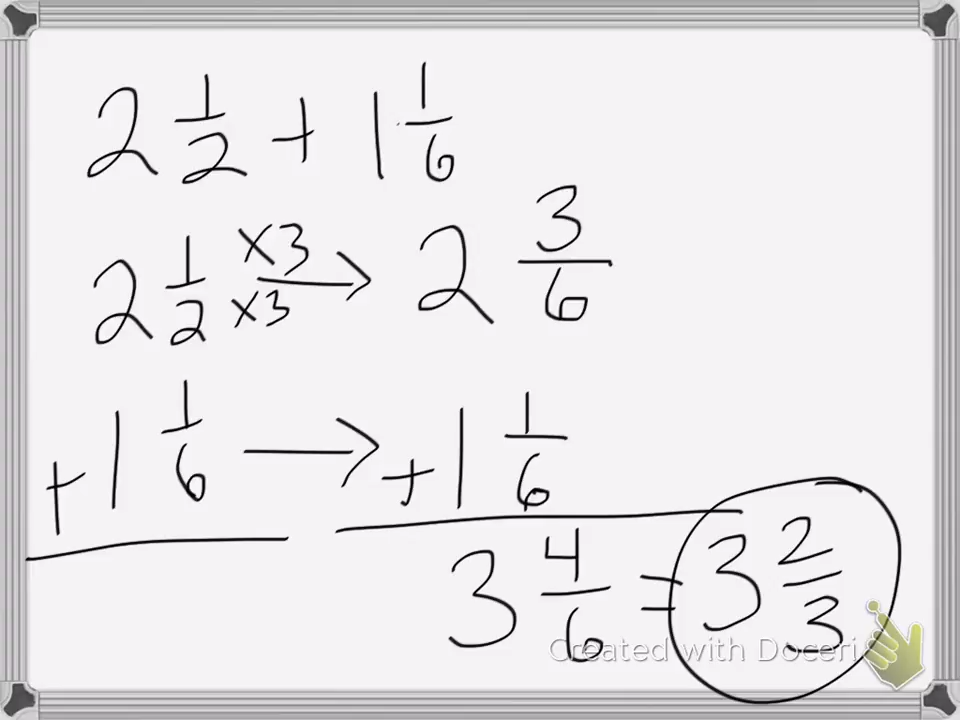 2 1/2 + 1 1/6
2 1/2 ×3/×3 → 2 3/6
+ 1 1/6 → + 1 1/6
3 4/6 = 3 2/3
Created with Doceri